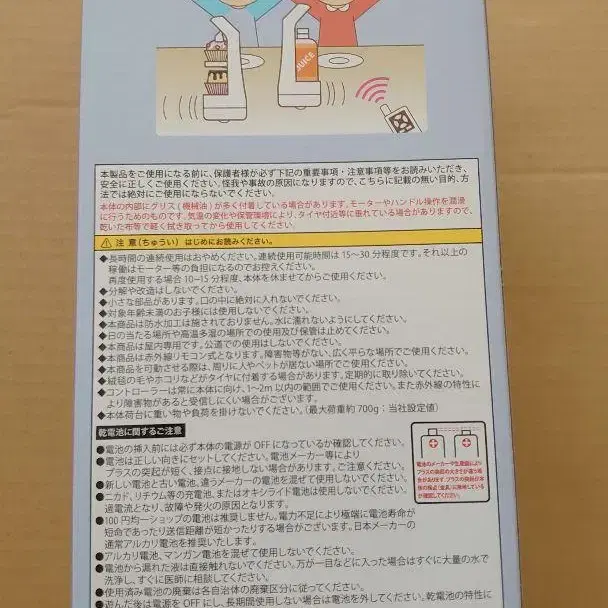 JUICE
本製品をご使用になる前に、保護者様が必ず下記の重要事項・注意事項等をお読みいただき、
安全に正しくご使用ください。怪我や事故の原因になりますので、こちらに記載の無い目的、方
法では絶対にご使用にならないでください。
本体の内部にグリス(機械油)が多く付着している場合があります。モーターやハンドル操作を潤滑
に行うためのものです。気温の変化や保管環境により、タイヤ付近等に垂れている場合がありますので、
乾いた布等で軽く拭き取ってから使用してください。
注意(ちゅうい) はじめにお読みください。
◆長時間の連続使用はおやめください。連続使用可能時間は15〜30分程度です。それ以上の
稼働はモーター等の負担になるのでお控えください。
再度使用する場合10〜15分程度、本体を休ませてからご使用ください。
◆分解や改造はしないでください。
◆小さな部品があります。口の中に絶対に入れないでください。
◆対象年齢未満のお子様には使用しないでください。
◆本商品は防水加工は施されておりません。水に濡れないようにしてください。
◆日の当たる場所や高温多湿の場所での使用及び保管は止めてください。
◆本商品は屋内専用です。公道での使用はしないでください。
◆本商品は赤外線リモコン式となります。障害物等がない、広く平らな場所でご使用ください。
◆本商品を可動させる際は、周りに人やペットが居ない場所でご使用ください。
◆絨毯の毛やホコリなどがタイヤに付着する場合があります。定期的に取り除いてください。
◆コントローラーは常に本体に向け、1〜2m以内の範囲でご使用ください。また赤外線の特性に
より障害物があると受信しにくい場合がございます。
◆本体荷台に重い物や負荷を掛けないでください。(最大荷重約700g:当社設定値)
乾電池に関するご注意
●電池の挿入前には必ず本体の電源がOFFになっているか確認してください。
●電池は正しい向きにセットしてください。電池メーカー等により
プラスの突起が短く、接点に接地しない場合があります。ご注意ください。
●新しい電池と古い電池、違うメーカーの電池を混ぜて使用しないでください。
●ニカド、リチウム等の充電池、またはオキシライド電池は使用しないでください。
過電流となり、故障や発火の原因となります。
●100円均一ショップの電池は推奨しません。電力不足により極端に電池寿命が
短命であったり送信距離が短かったりする場合がございます。日本メーカーの
通常アルカリ電池を推奨いたします。
●アルカリ電池、マンガン電池を混ぜて使用しないでください。
●電池から漏れた液は直接触れないでください。万が一目などに入った場合はすぐに大量の水で
洗浄し、すぐに医師に相談してください。
●使用済み電池の廃棄は各自治体の廃棄区分に従ってください。
●遊んだ後は電源をOFFにし、長期間使用しない場合は電池を外してください。乾電池の特性に